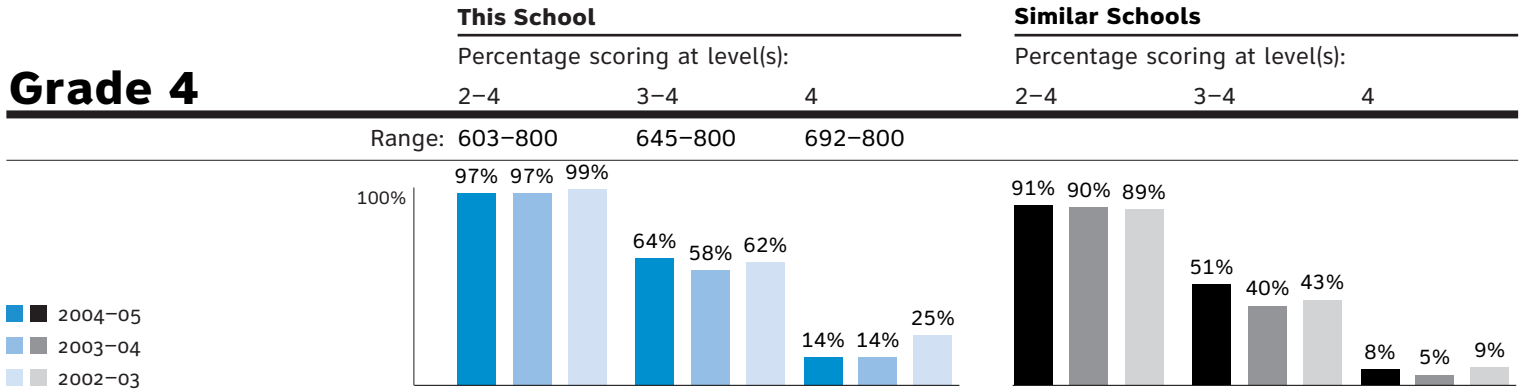 This School Similar Schools
Percentage scoring at level(s): Percentage scoring at level(s):
Grade 4 2–4 3–4 4 2–4 3–4 4
Range: 603–800 645–800 692–800
100% 97% 97% 99% 64% 58% 62% 14% 14% 25% 91% 90% 89% 51% 40% 43% 8% 5% 9%
2004–05
2003–04
2002–03